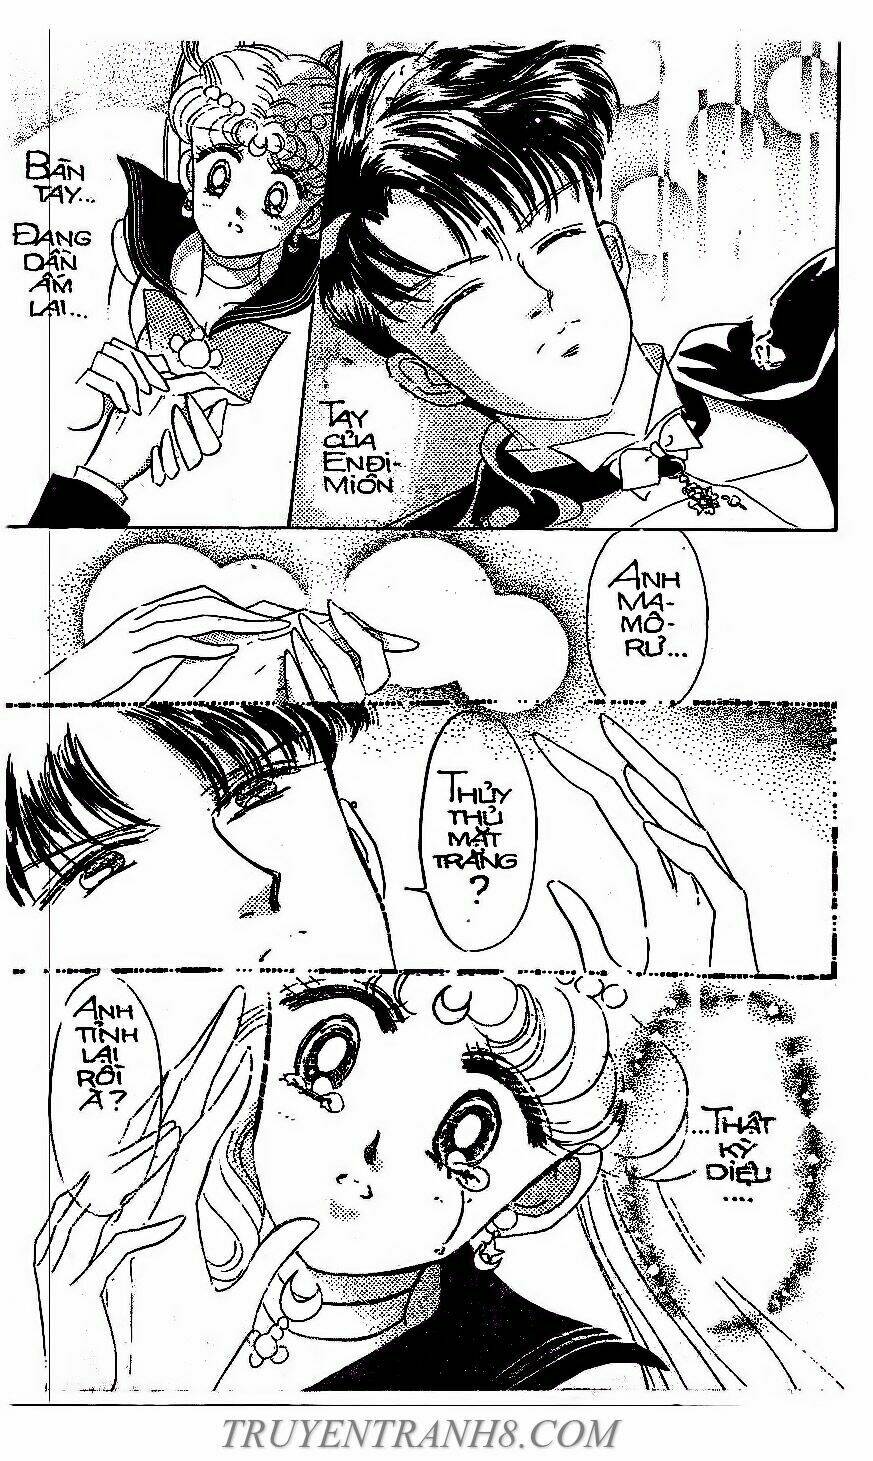 BÀN
TAY...
ĐANG
DẦN
ẤM
LẠI...
TAY
CỦA
ENĐI-
MIÔN
ANH
MA-
MÔ-
RƯ...
THỦY
THỦ
MẶT
TRĂNG
?
ANH
TỈNH
LẠI
RỒI
À?
...THẬT
KỲ
DIỆU
....
TRUYENTRANH8.COM